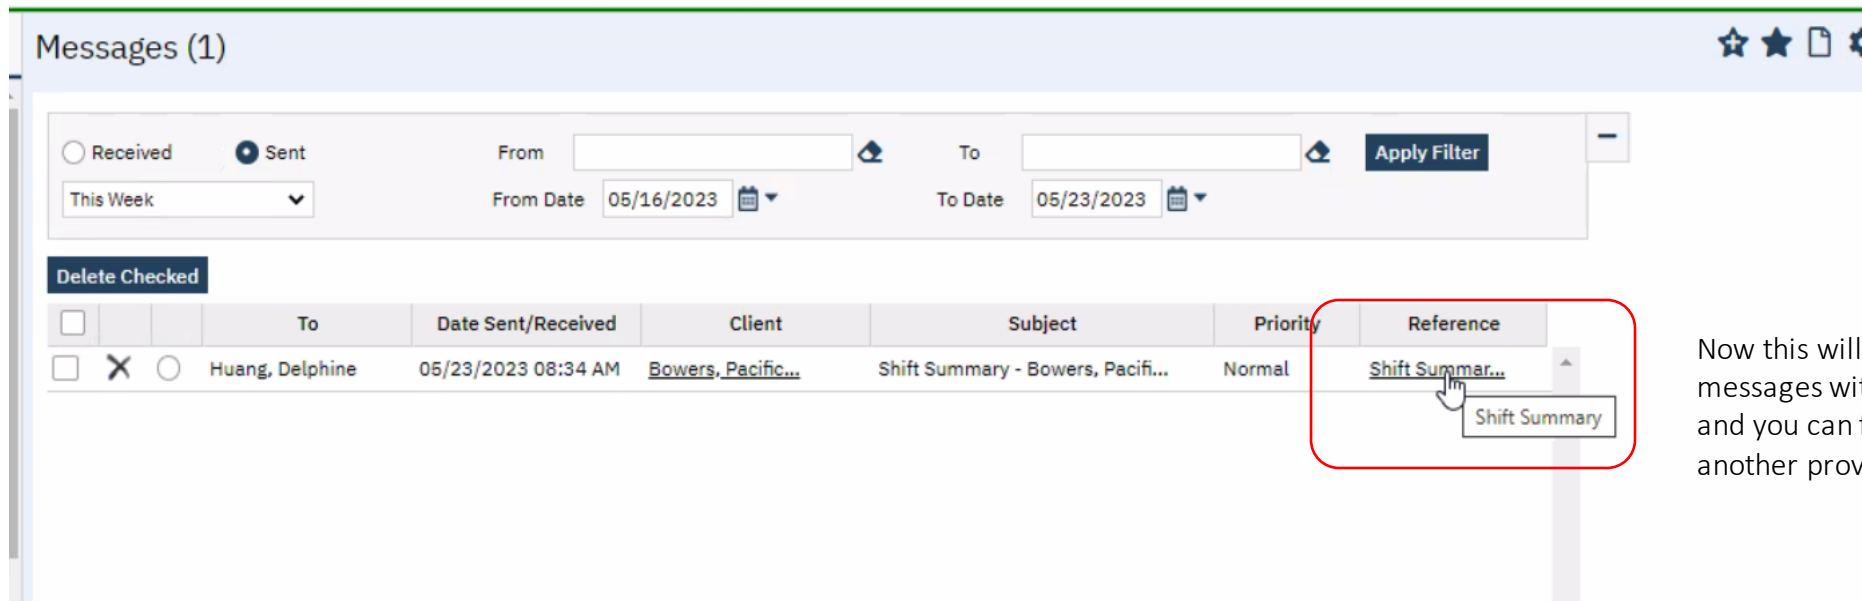 Messages (1)
Received Sent From To Apply Filter
This Week From Date 05/16/2023 To Date 05/23/2023
Delete Checked
To Date Sent/Received Client Subject Priority Reference
Huang, Delphine 05/23/2023 08:34 AM Bowers, Pacific... Shift Summary - Bowers, Pacifi... Normal Shift Summar...
Shift Summary
Now this will
messages
and you can
another